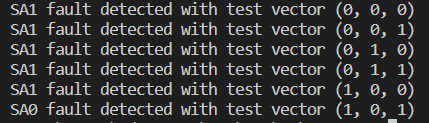 SA1 fault detected with test vector (0, 0, 0)
SA1 fault detected with test vector (0, 0, 1)
SA1 fault detected with test vector (0, 1, 0)
SA1 fault detected with test vector (0, 1, 1)
SA1 fault detected with test vector (1, 0, 0)
SA0 fault detected with test vector (1, 0, 1)